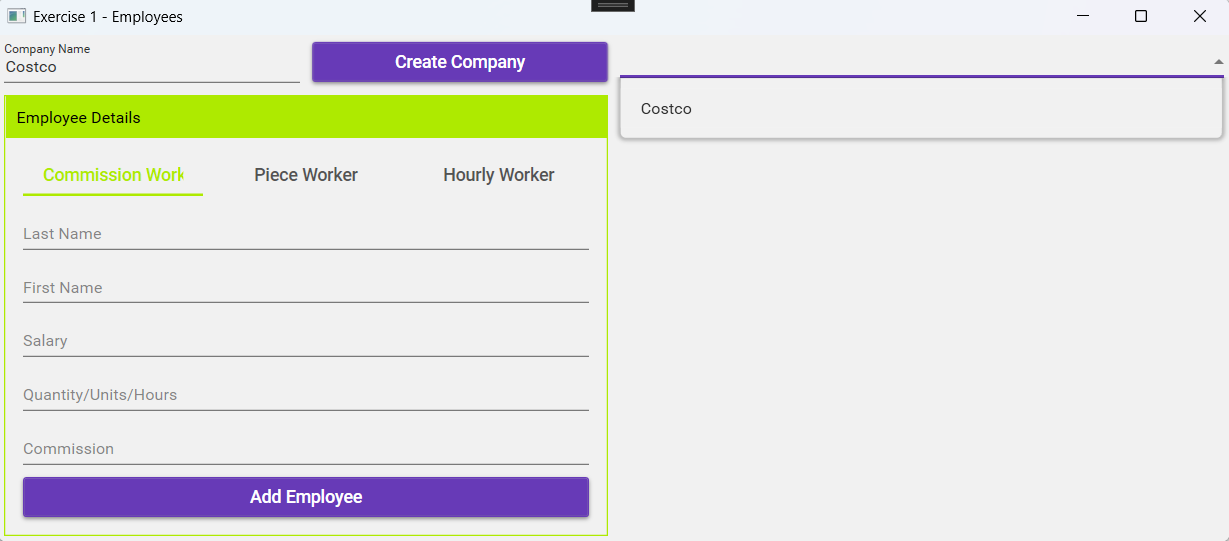 Exercise 1 - Employees
Company Name
Costco
Create Company
Costco
Employee Details
Commission Work
Piece Worker
Hourly Worker
Last Name
First Name
Salary
Quantity/Units/Hours
Commission
Add Employee